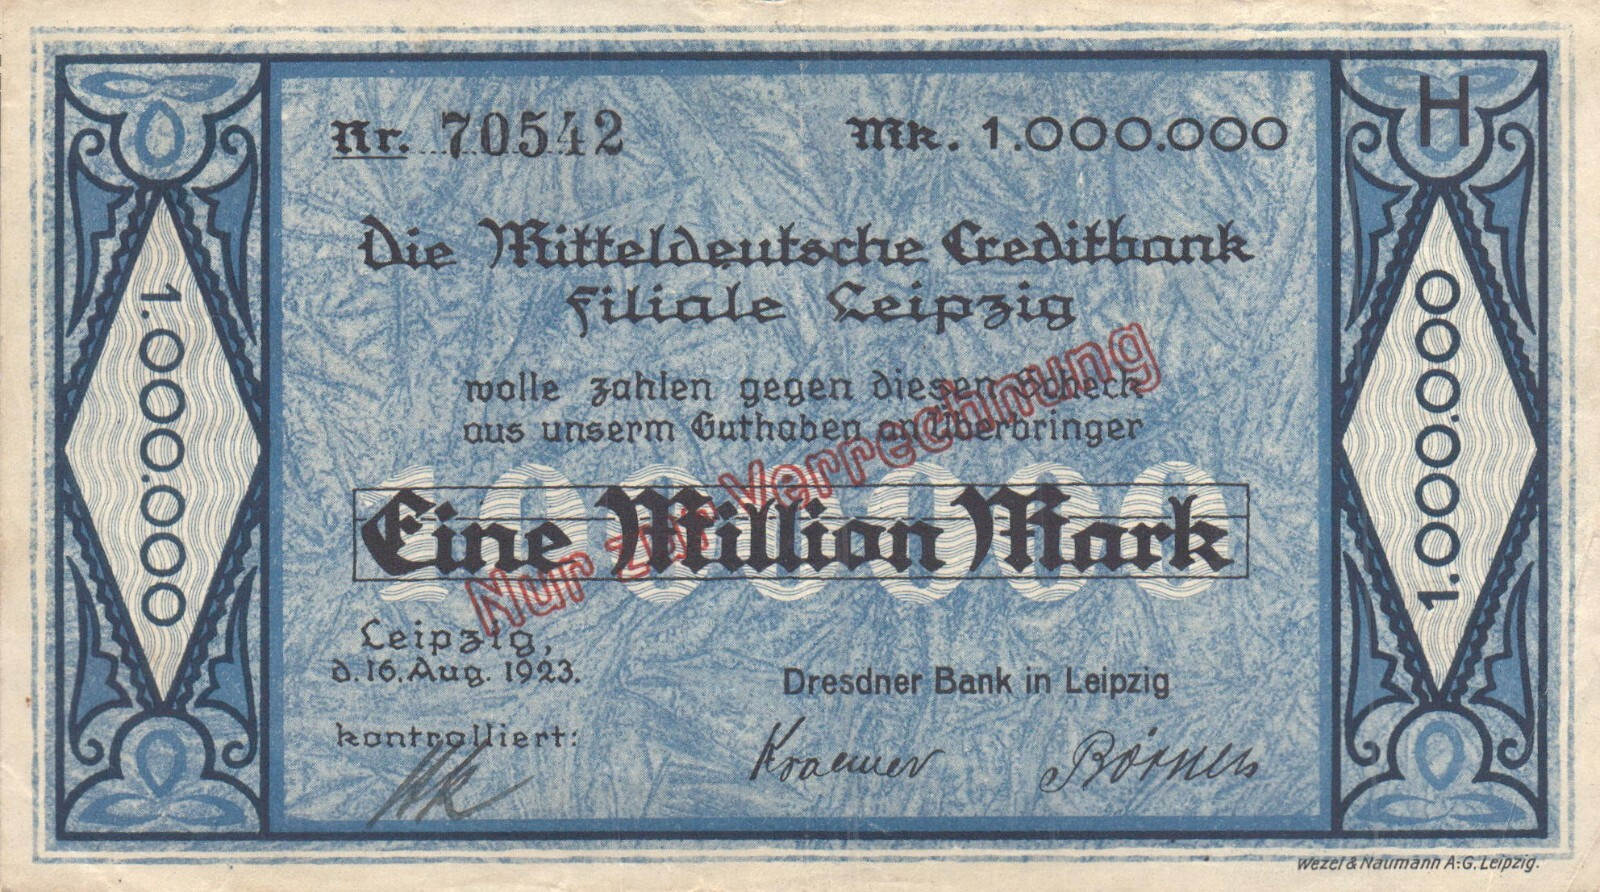 Nr. 70542
Mk. 1.000.000
H
Die Mitteldeutsche Creditbank
Filiale Leipzig
wolle zahlen gegen diesen Scheck
aus unserm Guthaben an Überbringer
1000000
Eine Million Mark
Nur zur Verrechnung
Leipzig,
d. 16. Aug. 1923.
Dresdner Bank in Leipzig
kontrolliert:
Kraemer
Börner
1.000.000
1.000.000
Wezel & Naumann A.-G. Leipzig.